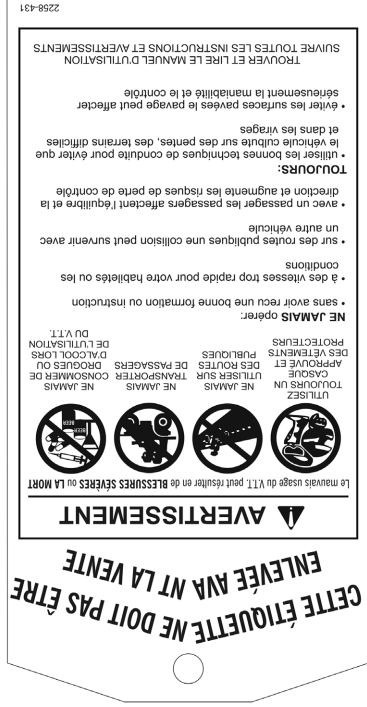 CETTE ÉTIQUETTE NE DOIT PAS ÊTRE
ENLEVÉE AVA NT LA VENTE
AVERTISSEMENT
Le mauvais usage du V.T.T. peut résulter en de BLESSURES SÉVÈRES ou LA MORT
BEER
BEER
UTILISEZ
TOUJOURS UN
CASQUE
APPROUVÉ ET
DES VÊTEMENTS
PROTECTEURS
NE JAMAIS
UTILISER SUR
DES ROUTES
PUBLIQUES
NE JAMAIS
TRANSPORTER
DE PASSAGERS
NE JAMAIS
CONSOMMER DE
DROGUES OU
D'ALCOOL LORS
DE L'UTILISATION
DU V.T.T.
NE JAMAIS opérer:
• sans avoir recu une bonne formation ou instruction
• à des vitesses trop rapide pour votre habiletés ou les
conditions
• sur des routes publiques une collision peut survenir avec
un autre véhicule
• avec un passager les passagers affectent l'équilibre et la
direction et augmente les risques de perte de contrôle
TOUJOURS:
• utiliser les bonnes techniques de conduite pour éviter que
le véhicule culbute sur des pentes, des terrains difficiles
et dans les virages
• éviter les surfaces pavées le pavage peut affecter
sérieusement la maniabilité et le contrôle
TROUVER ET LIRE LE MANUEL D'UTILISATION
SUIVRE TOUTES LES INSTRUCTIONS ET AVERTISSEMENTS
2258-431